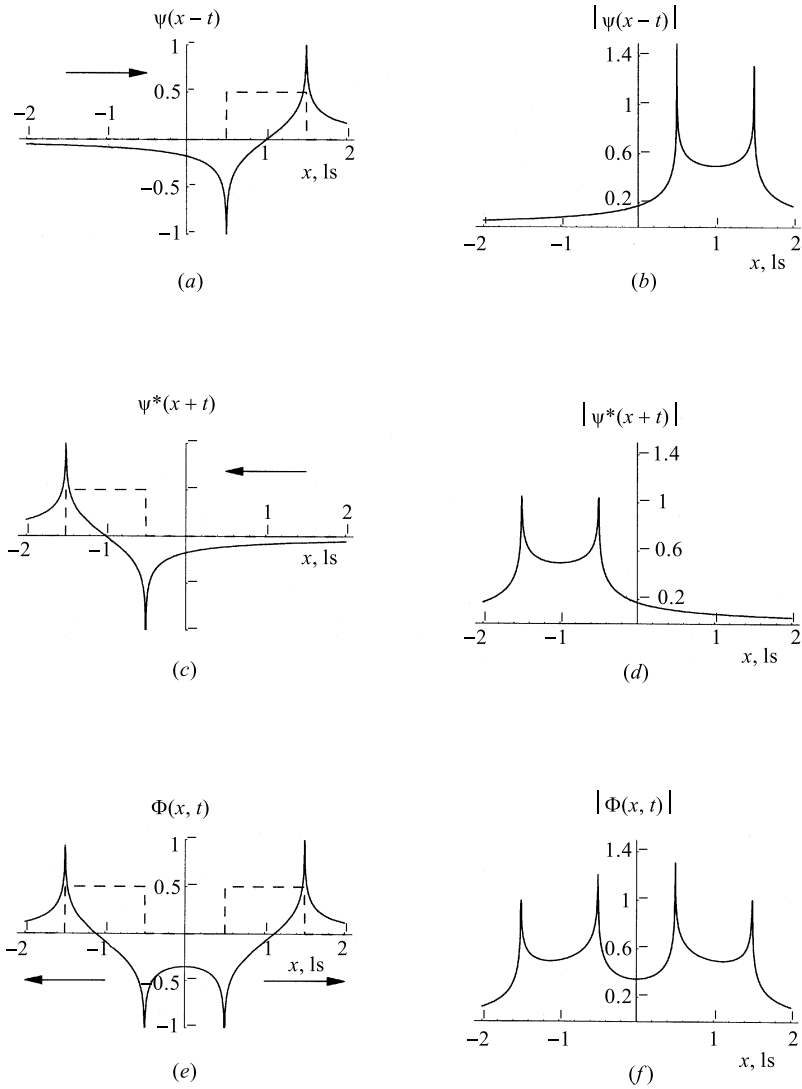 ψ(x − t)
1
0.5
−2
−1
1
2
x, ls
−0.5
−1
(a)
|ψ(x − t)|
1.4
1
0.6
0.2
−2
−1
1
2
x, ls
(b)
ψ*(x + t)
1
2
−2
−1
x, ls
(c)
|ψ*(x + t)|
1.4
1
0.6
0.2
−2
−1
1
2
x, ls
(d)
Φ(x, t)
1
0.5
−2
−1
x, ls
1
2
−0.5
−1
(e)
|Φ(x, t)|
1.4
1
0.6
0.2
−2
−1
1
2
x, ls
(f)